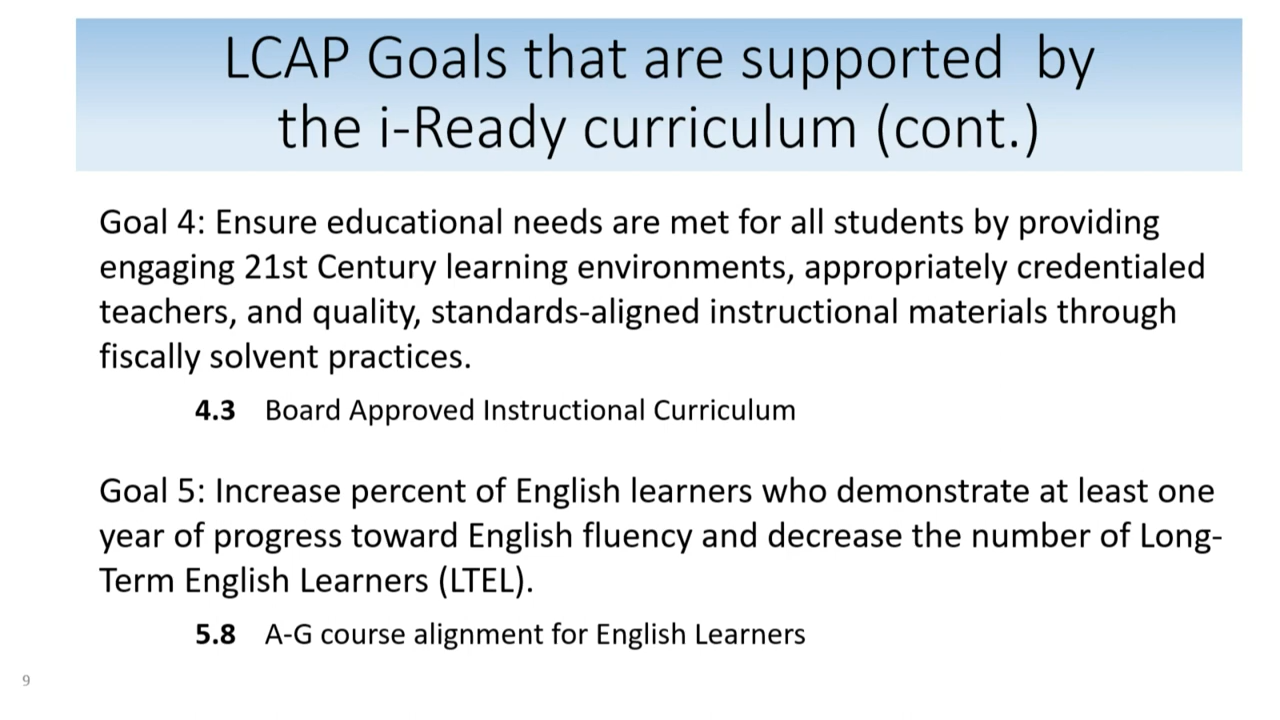 LCAP Goals that are supported by
the i-Ready curriculum (cont.)
Goal 4: Ensure educational needs are met for all students by providing
engaging 21st Century learning environments, appropriately credentialed
teachers, and quality, standards-aligned instructional materials through
fiscally solvent practices.
4.3 Board Approved Instructional Curriculum
Goal 5: Increase percent of English learners who demonstrate at least one
year of progress toward English fluency and decrease the number of Long-
Term English Learners (LTEL).
5.8 A-G course alignment for English Learners
9